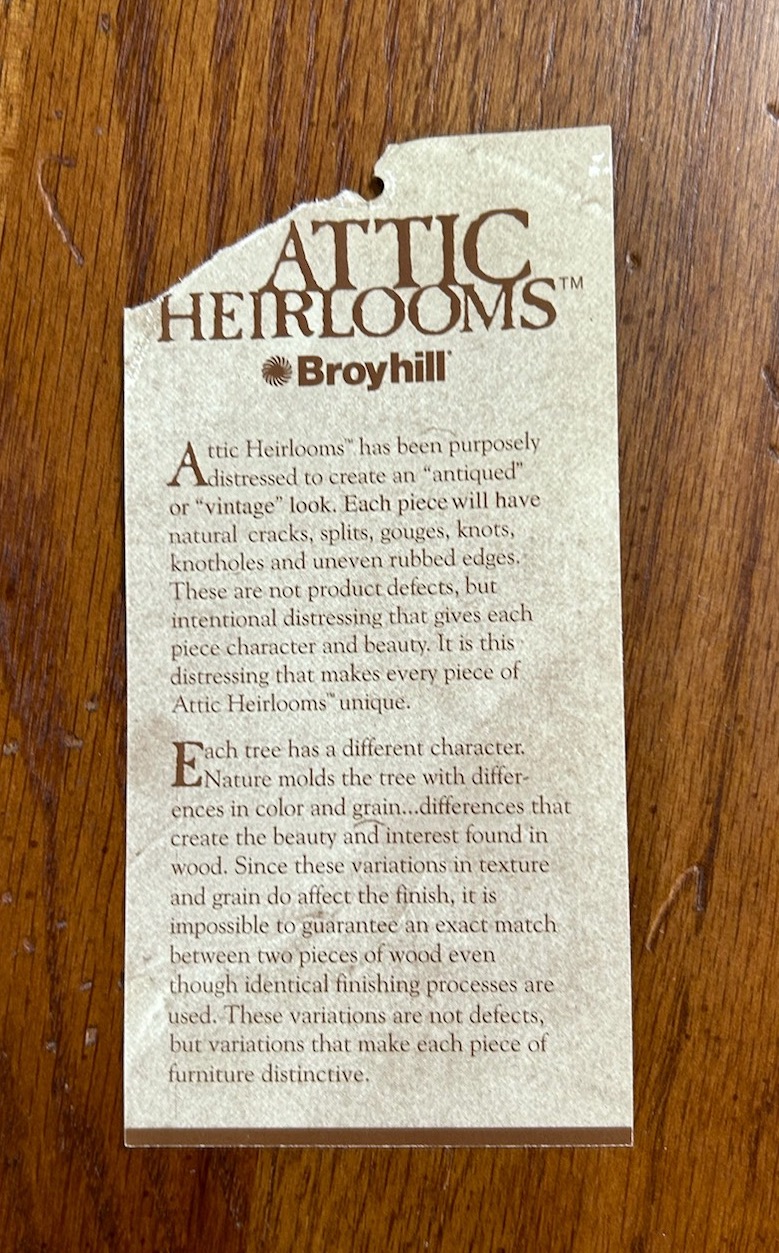 ATTIC
HEIRLOOMS™
Broyhill®
Attic Heirlooms™ has been purposely
distressed to create an “antiqued”
or “vintage” look. Each piece will have
natural cracks, splits, gouges, knots,
knotholes and uneven rubbed edges.
These are not product defects, but
intentional distressing that gives each
piece character and beauty. It is this
distressing that makes every piece of
Attic Heirlooms™ unique.
Each tree has a different character.
Nature molds the tree with differ-
ences in color and grain...differences that
create the beauty and interest found in
wood. Since these variations in texture
and grain do affect the finish, it is
impossible to guarantee an exact match
between two pieces of wood even
though identical finishing processes are
used. These variations are not defects,
but variations that make each piece of
furniture distinctive.